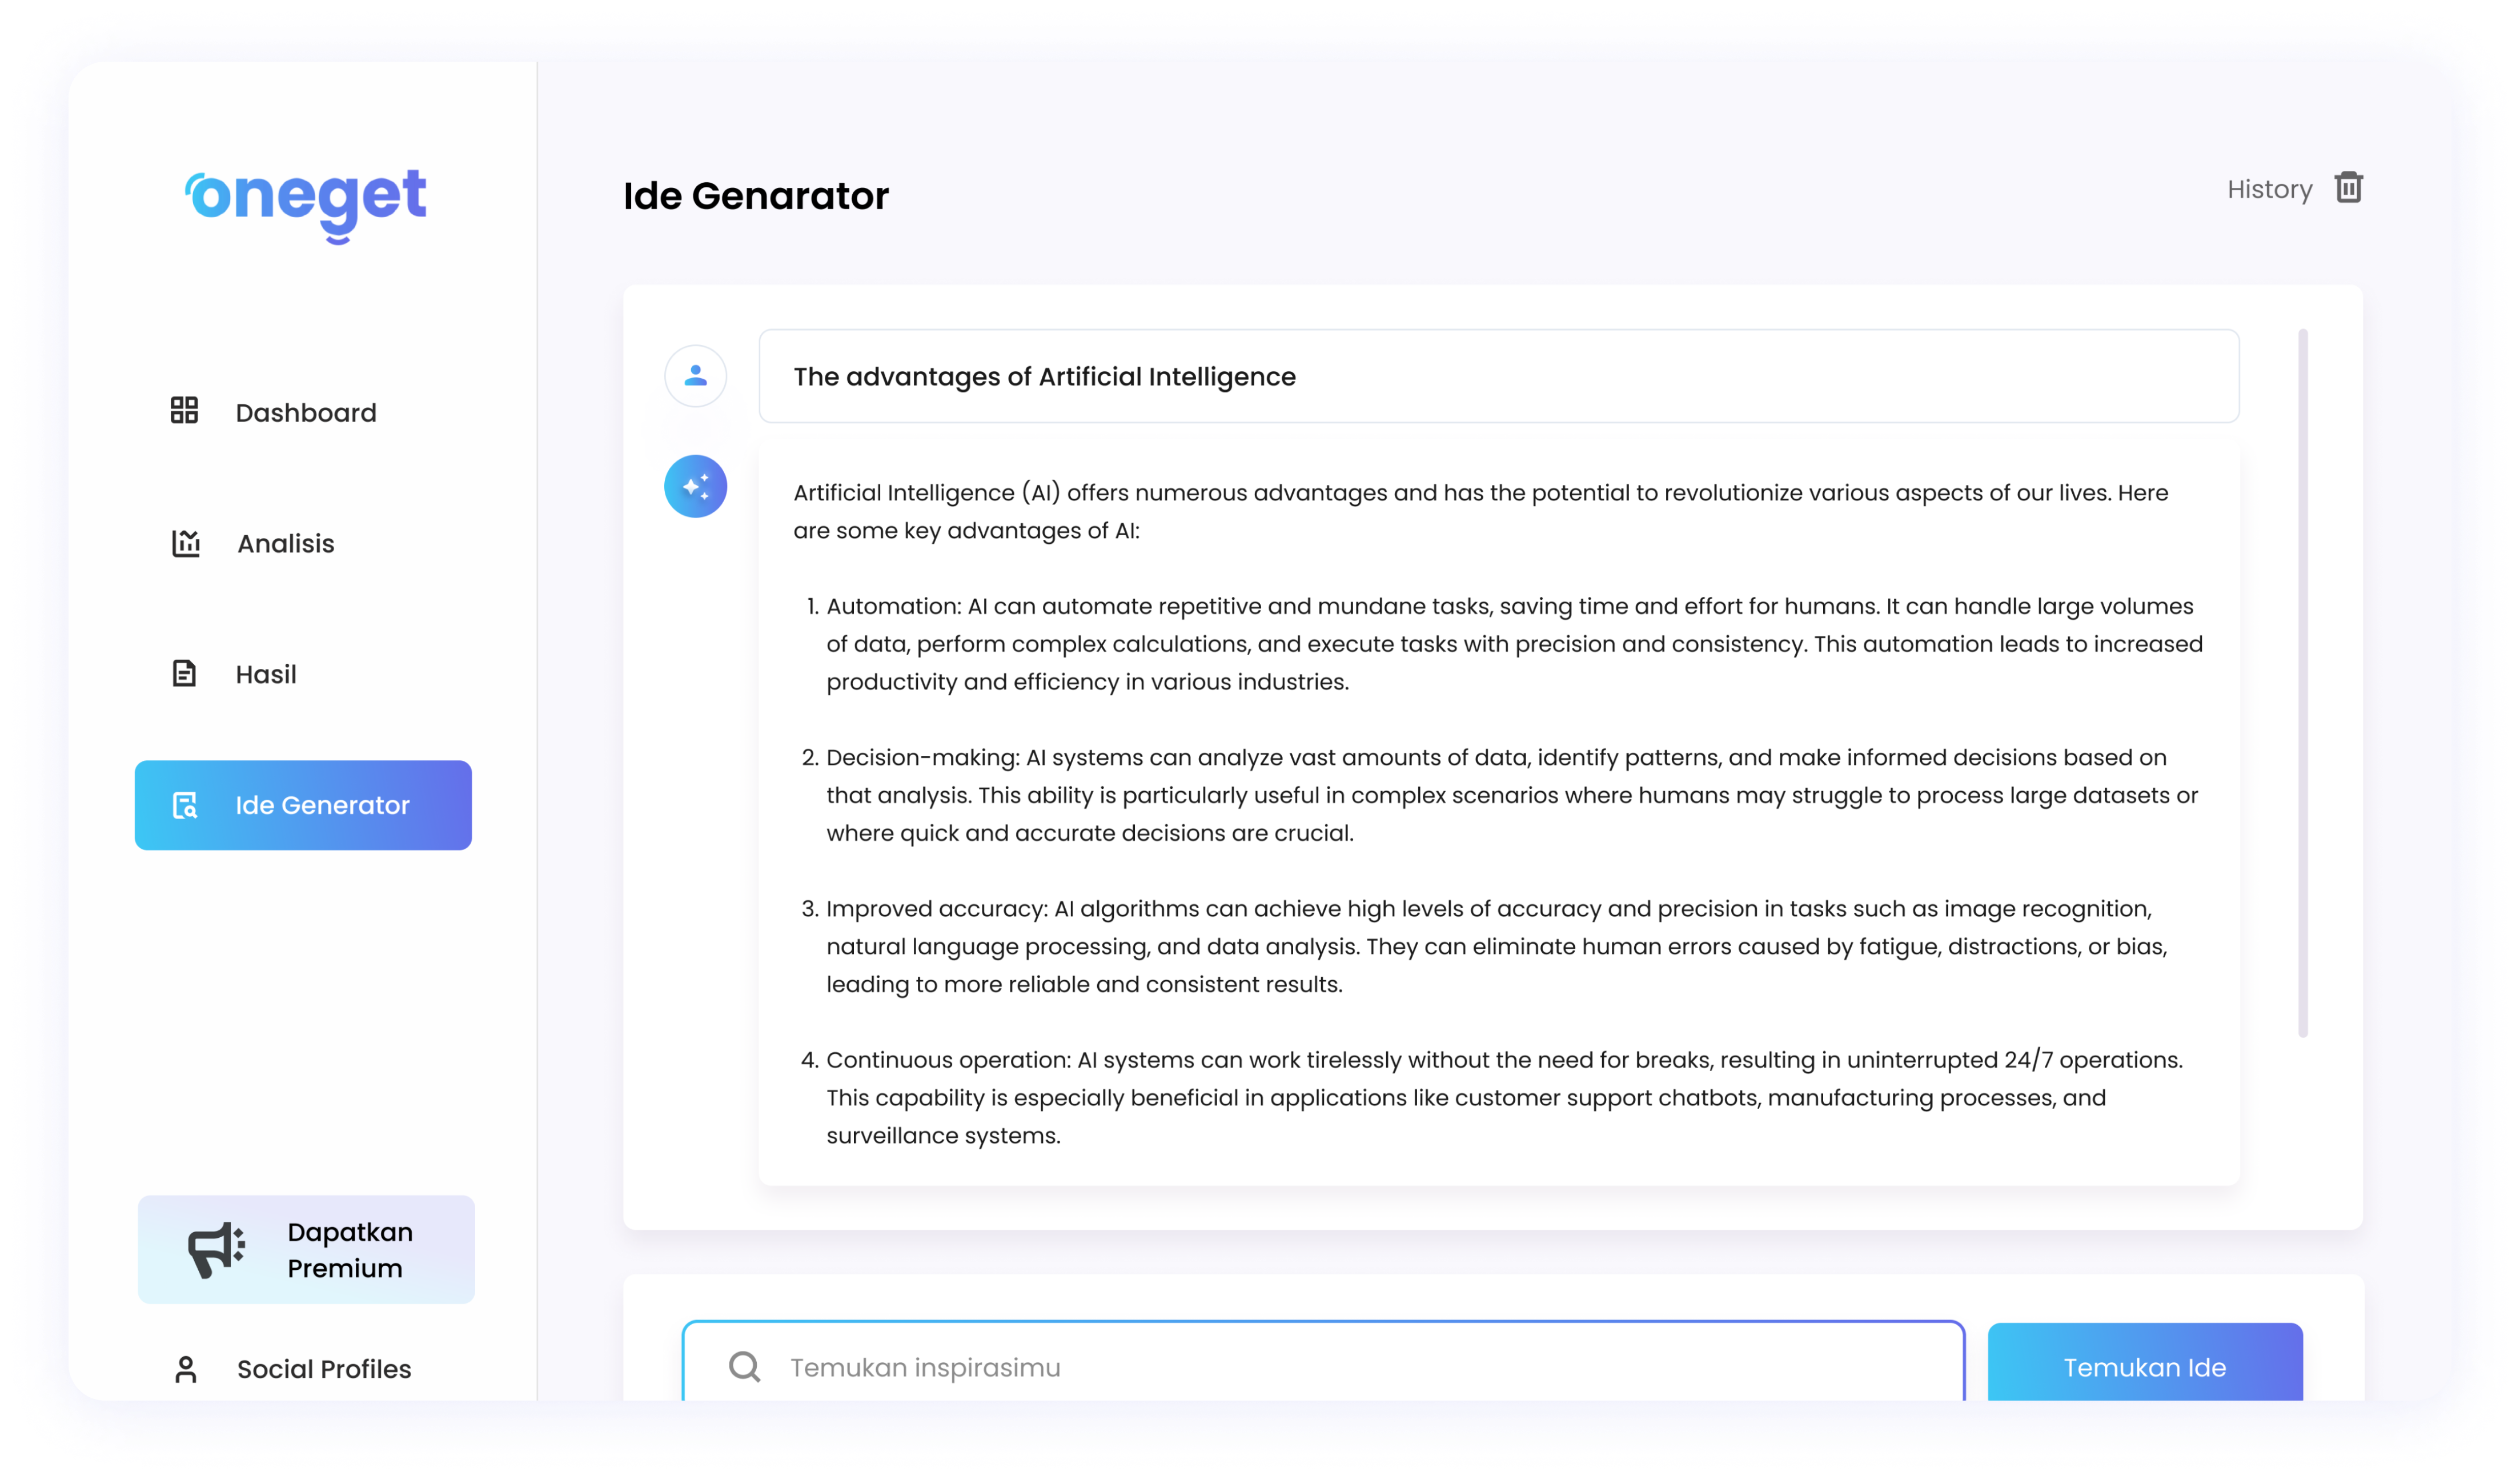 oneget
Dashboard
Analisis
Hasil
Ide Generator
Dapatkan
Premium
Social Profiles
Ide Genarator
History
The advantages of Artificial Intelligence
Artificial Intelligence (AI) offers numerous advantages and has the potential to revolutionize various aspects of our lives. Here
are some key advantages of AI:
1. Automation: AI can automate repetitive and mundane tasks, saving time and effort for humans. It can handle large volumes
of data, perform complex calculations, and execute tasks with precision and consistency. This automation leads to increased
productivity and efficiency in various industries.
2. Decision-making: AI systems can analyze vast amounts of data, identify patterns, and make informed decisions based on
that analysis. This ability is particularly useful in complex scenarios where humans may struggle to process large datasets or
where quick and accurate decisions are crucial.
3. Improved accuracy: AI algorithms can achieve high levels of accuracy and precision in tasks such as image recognition,
natural language processing, and data analysis. They can eliminate human errors caused by fatigue, distractions, or bias,
leading to more reliable and consistent results.
4. Continuous operation: AI systems can work tirelessly without the need for breaks, resulting in uninterrupted 24/7 operations.
This capability is especially beneficial in applications like customer support chatbots, manufacturing processes, and
surveillance systems.
Temukan inspirasimu
Temukan Ide